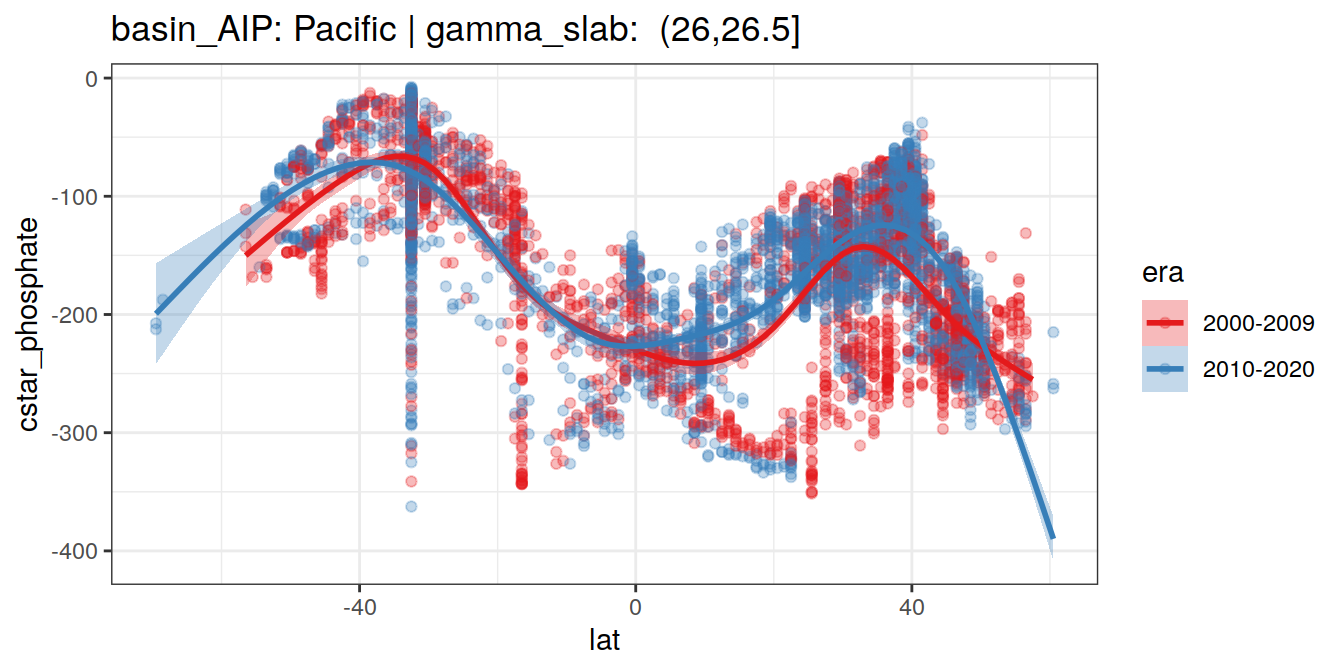 basin_AIP: Pacific | gamma_slab:  (26,26.5]
0
-100
-200
-300
-400
cstar_phosphate
-40
0
40
lat
era
2000-2009
2010-2020